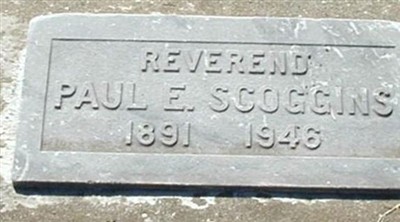 REVEREND
PAUL E. SCOGGINS
1891 1946